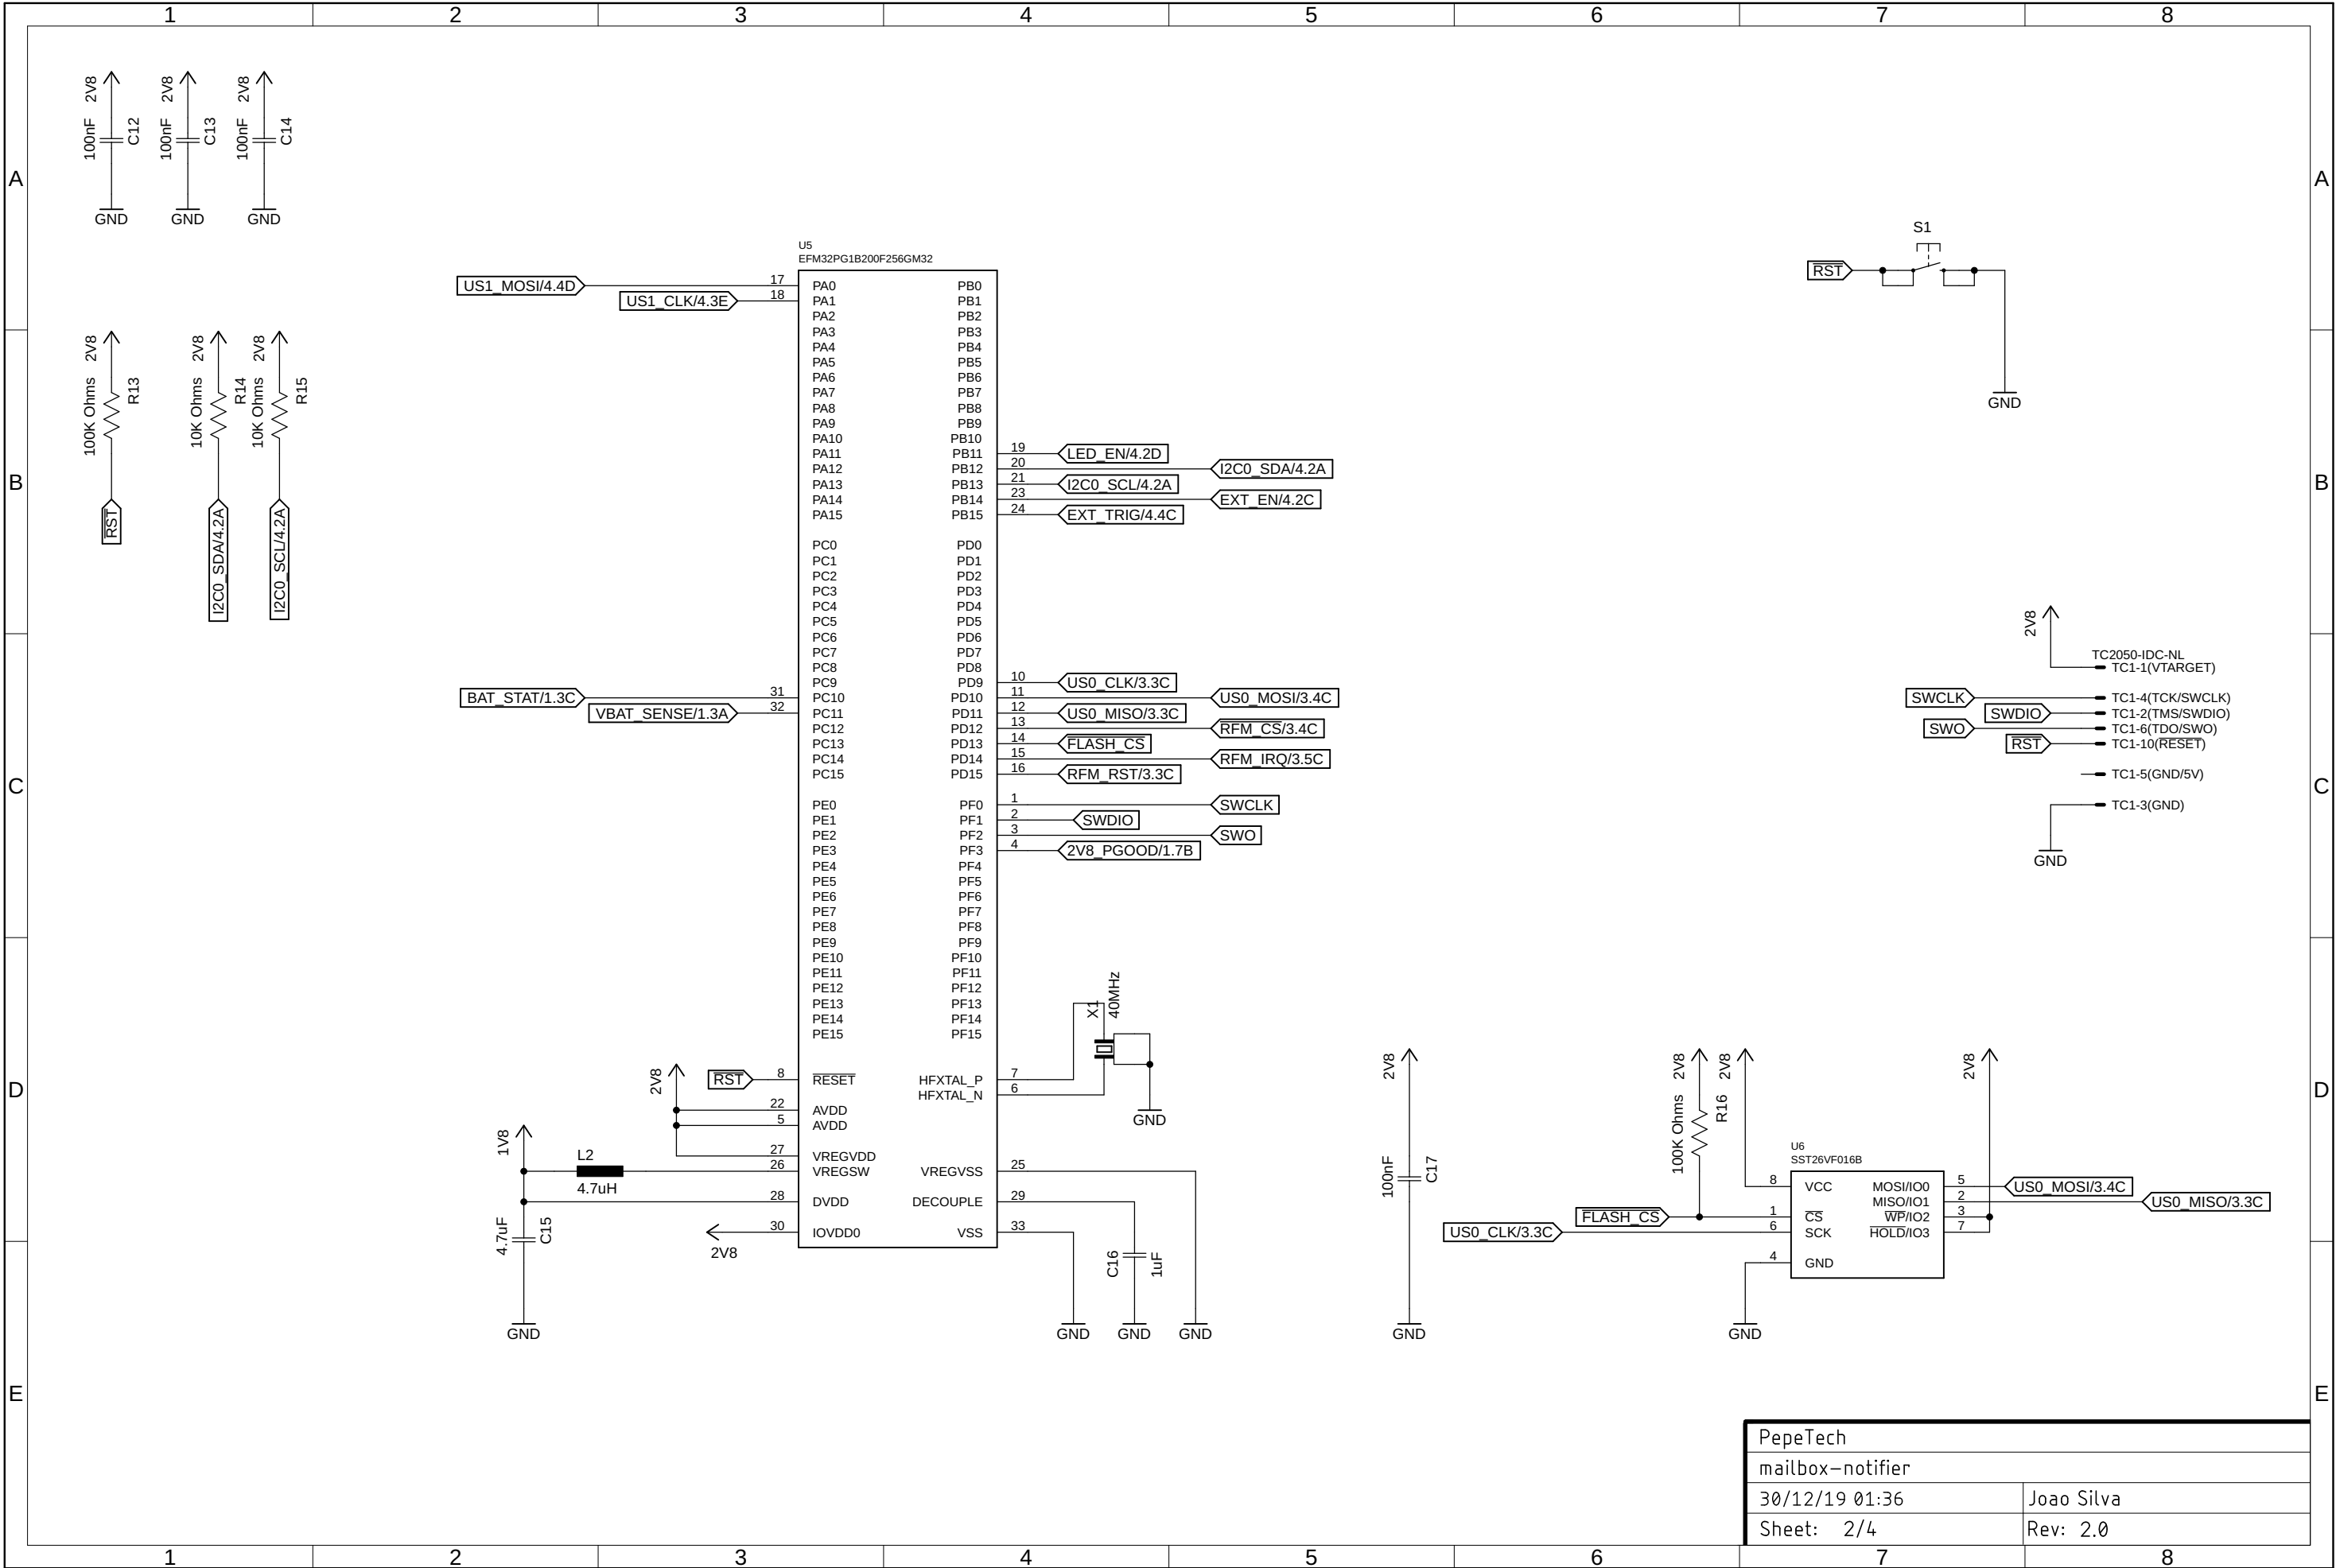 1 2 3 4 5 6 7 8
A A
B B
C C
D D
E E
2V8 2V8 2V8
100nF C12 100nF C13 100nF C14
GND GND GND
2V8 2V8 2V8
100K Ohms R13 10K Ohms R14 10K Ohms R15
RST I2C0_SDA/4.2A I2C0_SCL/4.2A
U5
EFM32PG1B200F256GM32
US1_MOSI/4.4D 17 PA0 PB0
US1_CLK/4.3E 18 PA1 PB1
PA2 PB2
PA3 PB3
PA4 PB4
PA5 PB5
PA6 PB6
PA7 PB7
PA8 PB8
PA9 PB9
PA10 PB10
PA11 PB11 19 LED_EN/4.2D
PA12 PB12 20 I2C0_SDA/4.2A
PA13 PB13 21 I2C0_SCL/4.2A
PA14 PB14 23 EXT_EN/4.2C
PA15 PB15 24 EXT_TRIG/4.4C
PC0 PD0
PC1 PD1
PC2 PD2
PC3 PD3
PC4 PD4
PC5 PD5
PC6 PD6
PC7 PD7
PC8 PD8
PC9 PD9 10 US0_CLK/3.3C
BAT_STAT/1.3C 31 PC10 PD10 11 US0_MOSI/3.4C
VBAT_SENSE/1.3A 32 PC11 PD11 12 US0_MISO/3.3C
PC12 PD12 13 RFM_CS/3.4C
PC13 PD13 14 FLASH_CS
PC14 PD14 15 RFM_IRQ/3.5C
PC15 PD15 16 RFM_RST/3.3C
PE0 PF0 1 SWCLK
PE1 PF1 2 SWDIO
PE2 PF2 3 SWO
PE3 PF3 4 2V8_PGOOD/1.7B
PE4 PF4
PE5 PF5
PE6 PF6
PE7 PF7
PE8 PF8
PE9 PF9
PE10 PF10
PE11 PF11
PE12 PF12
PE13 PF13
PE14 PF14
PE15 PF15
X1 40MHz
GND
2V8
RST 8 RESET HFXTAL_P 7
HFXTAL_N 6
22 AVDD
5 AVDD
27 VREGVDD
1V8 L2 4.7uH 26 VREGSW VREGVSS 25
28 DVDD DECOUPLE 29
2V8 30 IOVDD0 VSS 33
4.7uF C15
C16 1uF
GND GND GND GND
S1
RST
GND
2V8
TC2050-IDC-NL
TC1-1(VTARGET)
SWCLK TC1-4(TCK/SWCLK)
SWDIO TC1-2(TMS/SWDIO)
SWO TC1-6(TDO/SWO)
RST TC1-10(RESET)
TC1-5(GND/5V)
TC1-3(GND)
GND
2V8
100nF C17
GND
2V8 2V8 2V8
100K Ohms R16
U6
SST26VF016B
8 VCC MOSI/IO0 5 US0_MOSI/3.4C
MISO/IO1 2 US0_MISO/3.3C
FLASH_CS 1 CS WP/IO2 3
US0_CLK/3.3C 6 SCK HOLD/IO3 7
4 GND
GND
PepeTech
mailbox-notifier
30/12/19 01:36 Joao Silva
Sheet: 2/4 Rev: 2.0
1 2 3 4 5 6 7 8